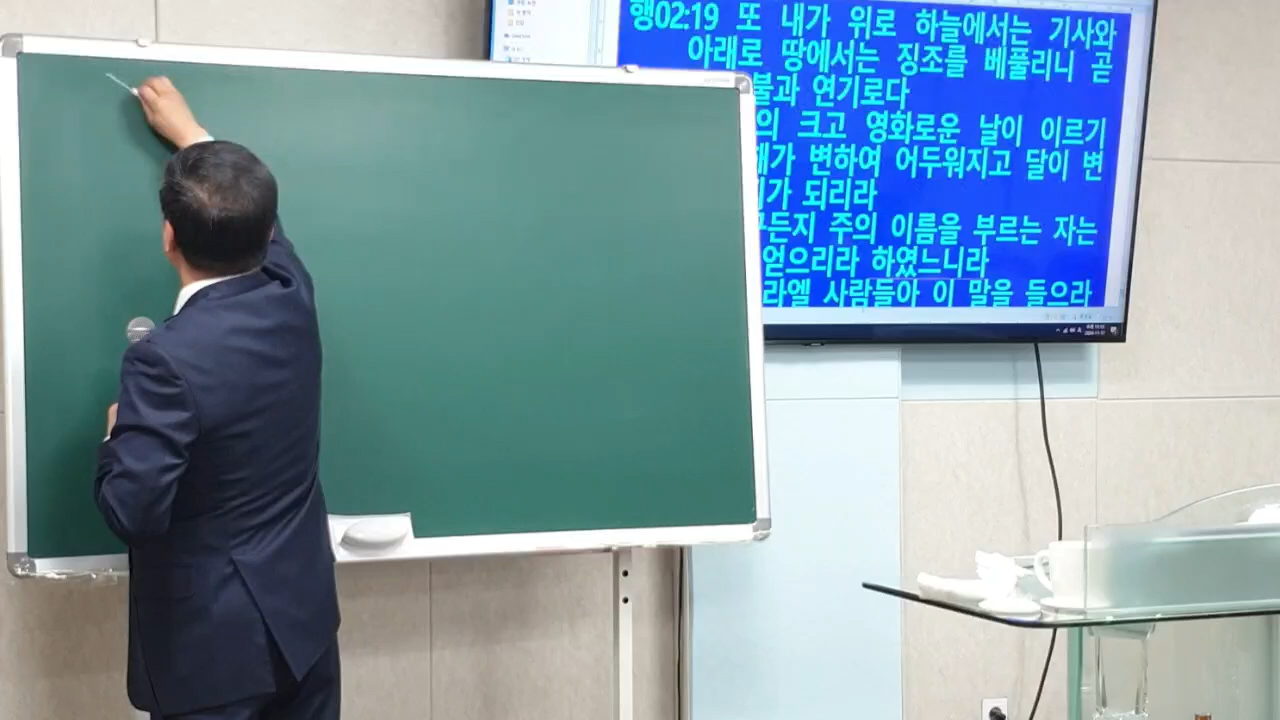 행02:19 또 내가 위로 하늘에서는 기사와
아래로 땅에서는 징조를 베풀리니 곧
불과 연기로다
의 크고 영화로운 날이 이르기
해가 변하여 어두워지고 달이 변
가 되리라
든지 주의 이름을 부르는 자는
얻으리라 하였느니라
라엘 사람들아 이 말을 들으라